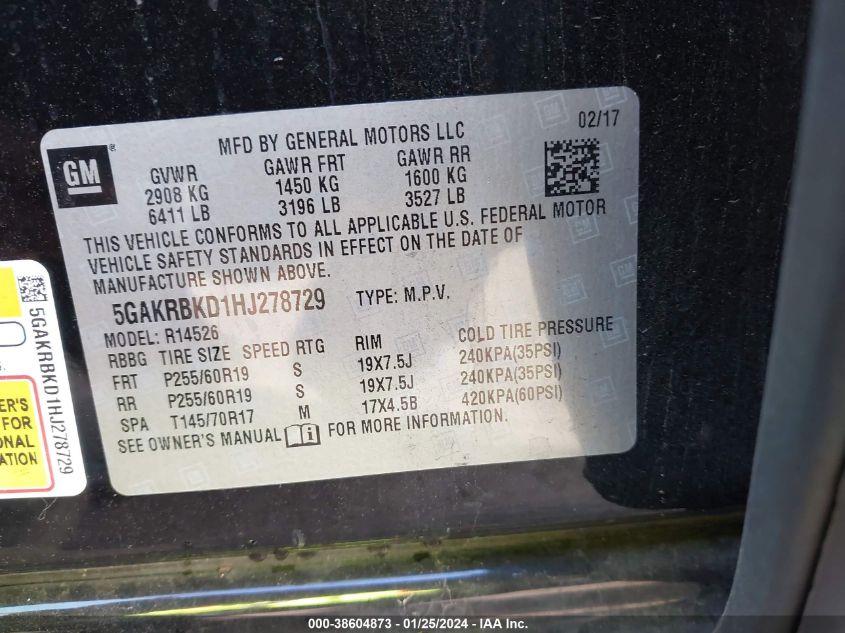 MFD BY GENERAL MOTORS LLC 02/17
GM ®
GVWR GAWR FRT GAWR RR
2908 KG 1450 KG 1600 KG
6411 LB 3196 LB 3527 LB
THIS VEHICLE CONFORMS TO ALL APPLICABLE U.S. FEDERAL MOTOR
VEHICLE SAFETY STANDARDS IN EFFECT ON THE DATE OF
MANUFACTURE SHOWN ABOVE.
5GAKRBKD1HJ278729 TYPE: M.P.V.
MODEL: R14526
RBBG TIRE SIZE SPEED RTG RIM COLD TIRE PRESSURE
FRT P255/60R19 S 19X7.5J 240KPA(35PSI)
RR P255/60R19 S 19X7.5J 240KPA(35PSI)
SPA T145/70R17 M 17X4.5B 420KPA(60PSI)
SEE OWNER'S MANUAL i FOR MORE INFORMATION.
5GAKRBKD1HJ278729
ER'S
FOR
ONAL
ATION
000-38604873 - 01/25/2024 - IAA Inc.